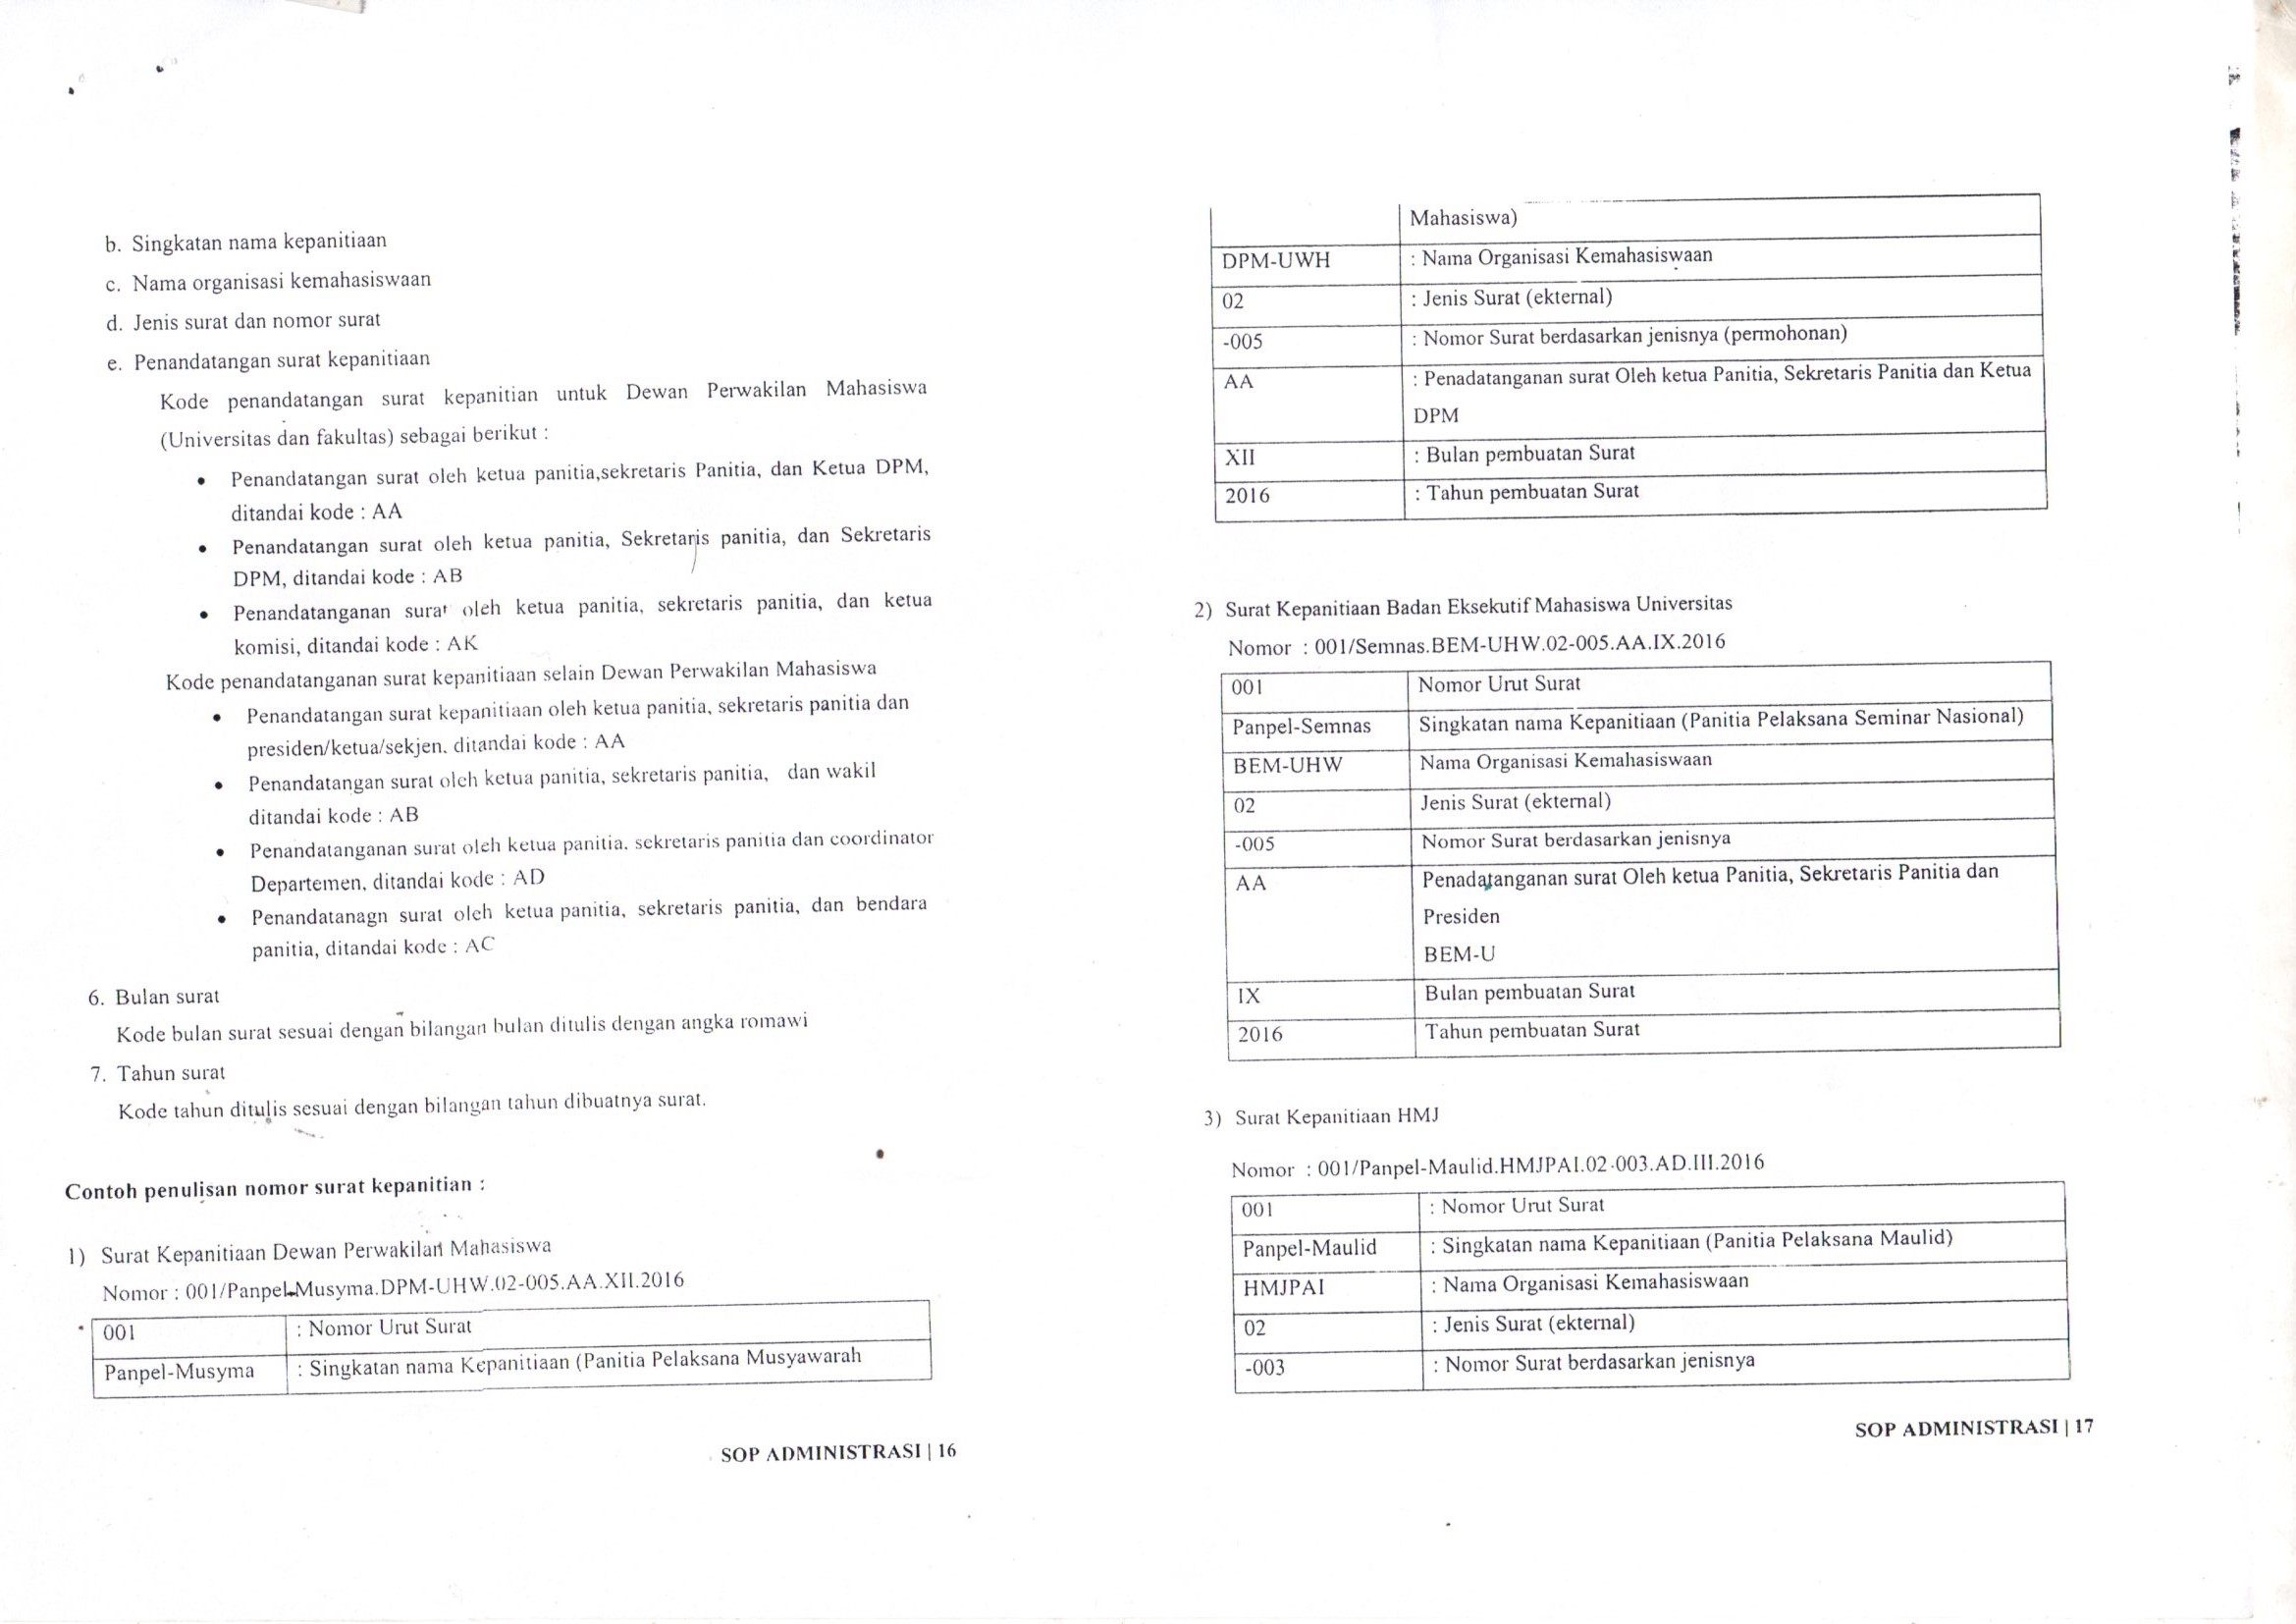 b. Singkatan nama kepanitiaan
c. Nama organisasi kemahasiswaan
d. Jenis surat dan nomor surat
e. Penandatangan surat kepanitiaan
Kode penandatangan surat kepanitian untuk Dewan Perwakilan Mahasiswa
(Universitas dan fakultas) sebagai berikut :
• Penandatangan surat oleh ketua panitia,sekretaris Panitia, dan Ketua DPM,
ditandai kode : AA
• Penandatangan surat oleh ketua panitia, Sekretaris panitia, dan Sekretaris
DPM, ditandai kode : AB
• Penandatanganan surat oleh ketua panitia, sekretaris panitia, dan ketua
komisi, ditandai kode : AK
Kode penandatanganan surat kepanitiaan selain Dewan Perwakilan Mahasiswa
• Penandatangan surat kepanitiaan oleh ketua panitia, sekretaris panitia dan
presiden/ketua/sekjen. ditandai kode : AA
• Penandatangan surat oleh ketua panitia, sekretaris panitia, dan wakil
ditandai kode : AB
• Penandatanganan surat oleh ketua panitia. sekretaris panitia dan coordinator
Departemen, ditandai kode : AD
• Penandatanagn surat oleh ketua panitia, sekretaris panitia, dan bendara
panitia, ditandai kode : AC
6. Bulan surat
Kode bulan surat sesuai dengan bilangan bulan ditulis dengan angka romawi
7. Tahun surat
Kode tahun ditulis sesuai dengan bilangan tahun dibuatnya surat.
Contoh penulisan nomor surat kepanitian :
1) Surat Kepanitiaan Dewan Perwakilan Mahasiswa
Nomor : 001/Panpel-Musyma.DPM-UHW.02-005.AA.XII.2016
001 : Nomor Urut Surat
Panpel-Musyma : Singkatan nama Kepanitiaan (Panitia Pelaksana Musyawarah
SOP ADMINISTRASI | 16
Mahasiswa)
DPM-UWH : Nama Organisasi Kemahasiswaan
02 : Jenis Surat (ekternal)
-005 : Nomor Surat berdasarkan jenisnya (permohonan)
AA : Penadatanganan surat Oleh ketua Panitia, Sekretaris Panitia dan Ketua
DPM
XII : Bulan pembuatan Surat
2016 : Tahun pembuatan Surat
2) Surat Kepanitiaan Badan Eksekutif Mahasiswa Universitas
Nomor : 001/Semnas.BEM-UHW.02-005.AA.IX.2016
001 Nomor Urut Surat
Panpel-Semnas Singkatan nama Kepanitiaan (Panitia Pelaksana Seminar Nasional)
BEM-UHW Nama Organisasi Kemahasiswaan
02 Jenis Surat (ekternal)
-005 Nomor Surat berdasarkan jenisnya
AA Penadatanganan surat Oleh ketua Panitia, Sekretaris Panitia dan
Presiden
BEM-U
IX Bulan pembuatan Surat
2016 Tahun pembuatan Surat
3) Surat Kepanitiaan HMJ
Nomor : 001/Panpel-Maulid.HMJPAI.02-003.AD.III.2016
001 : Nomor Urut Surat
Panpel-Maulid : Singkatan nama Kepanitiaan (Panitia Pelaksana Maulid)
HMJPAI : Nama Organisasi Kemahasiswaan
02 : Jenis Surat (ekternal)
-003 : Nomor Surat berdasarkan jenisnya
SOP ADMINISTRASI | 17